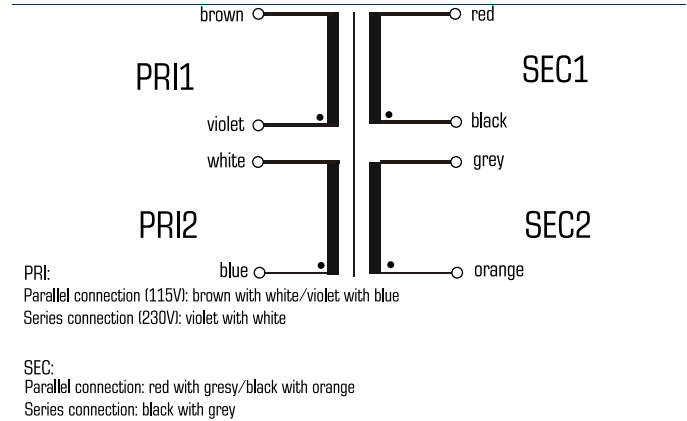 brown
red
PRI1
SEC1
violet
black
white
grey
PRI2
SEC2
blue
orange
PRI:
Parallel connection (115V): brown with white/violet with blue
Series connection (230V): violet with white
SEC:
Parallel connection: red with gresy/black with orange
Series connection: black with grey